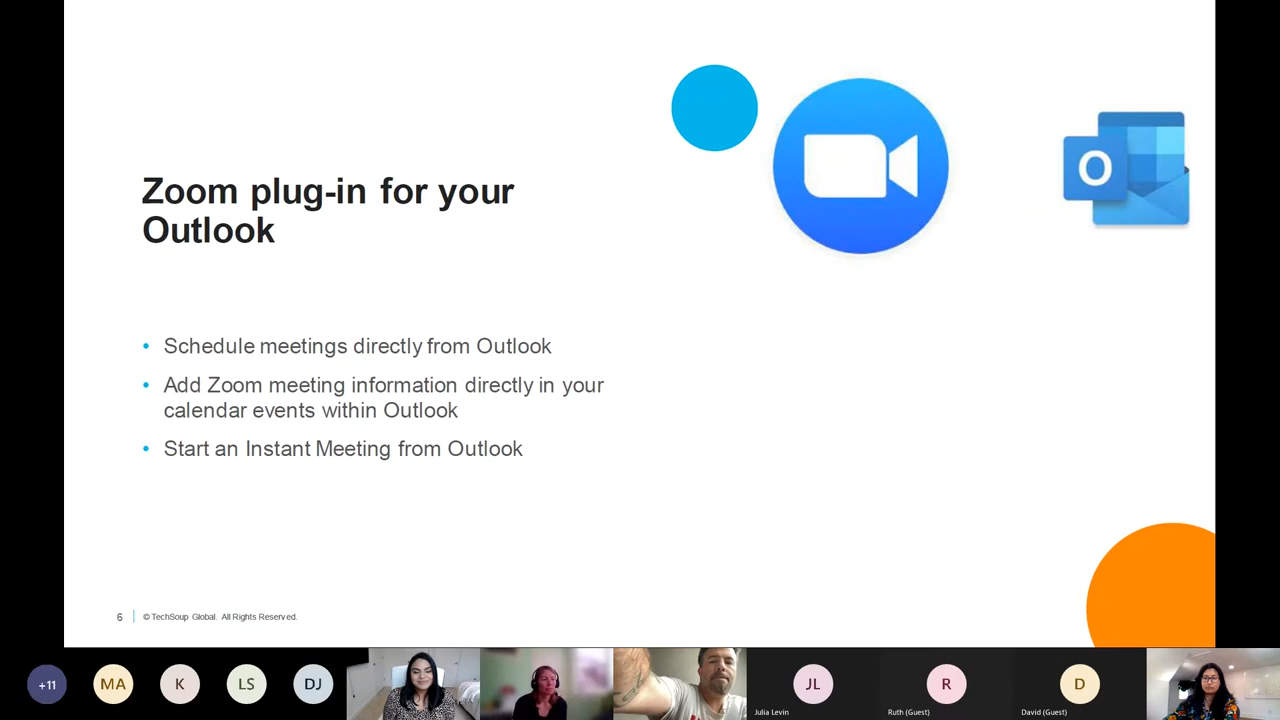 Zoom plug-in for your
Outlook
• Schedule meetings directly from Outlook
• Add Zoom meeting information directly in your
calendar events within Outlook
• Start an Instant Meeting from Outlook
6
© TechSoup Global. All Rights Reserved.
O
+11
MA
K
LS
DJ
JL
R
D
Julia Levin
Ruth (Guest)
David (Guest)